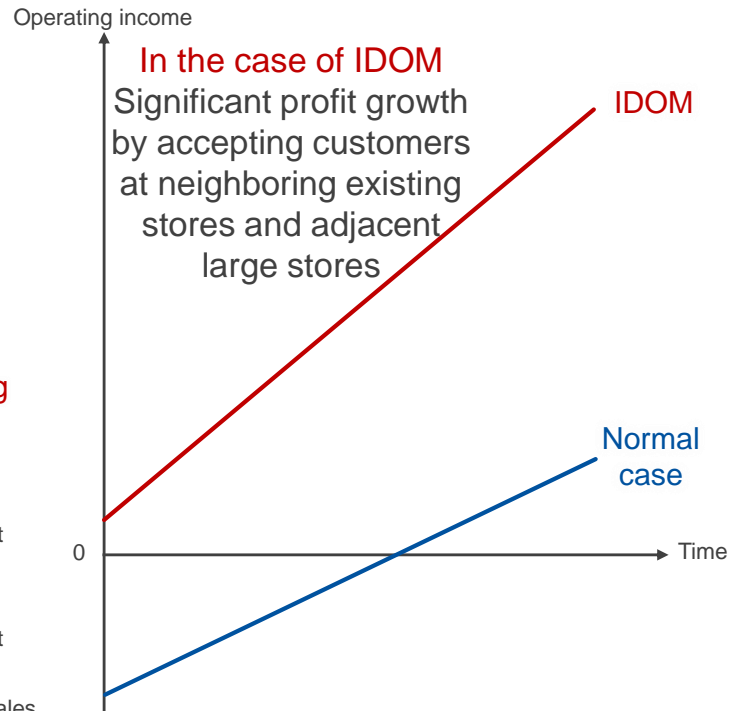 Operating income
In the case of IDOM
Significant profit growth
by accepting customers
at neighboring existing
stores and adjacent
large stores
IDOM
Normal
case
0
Time